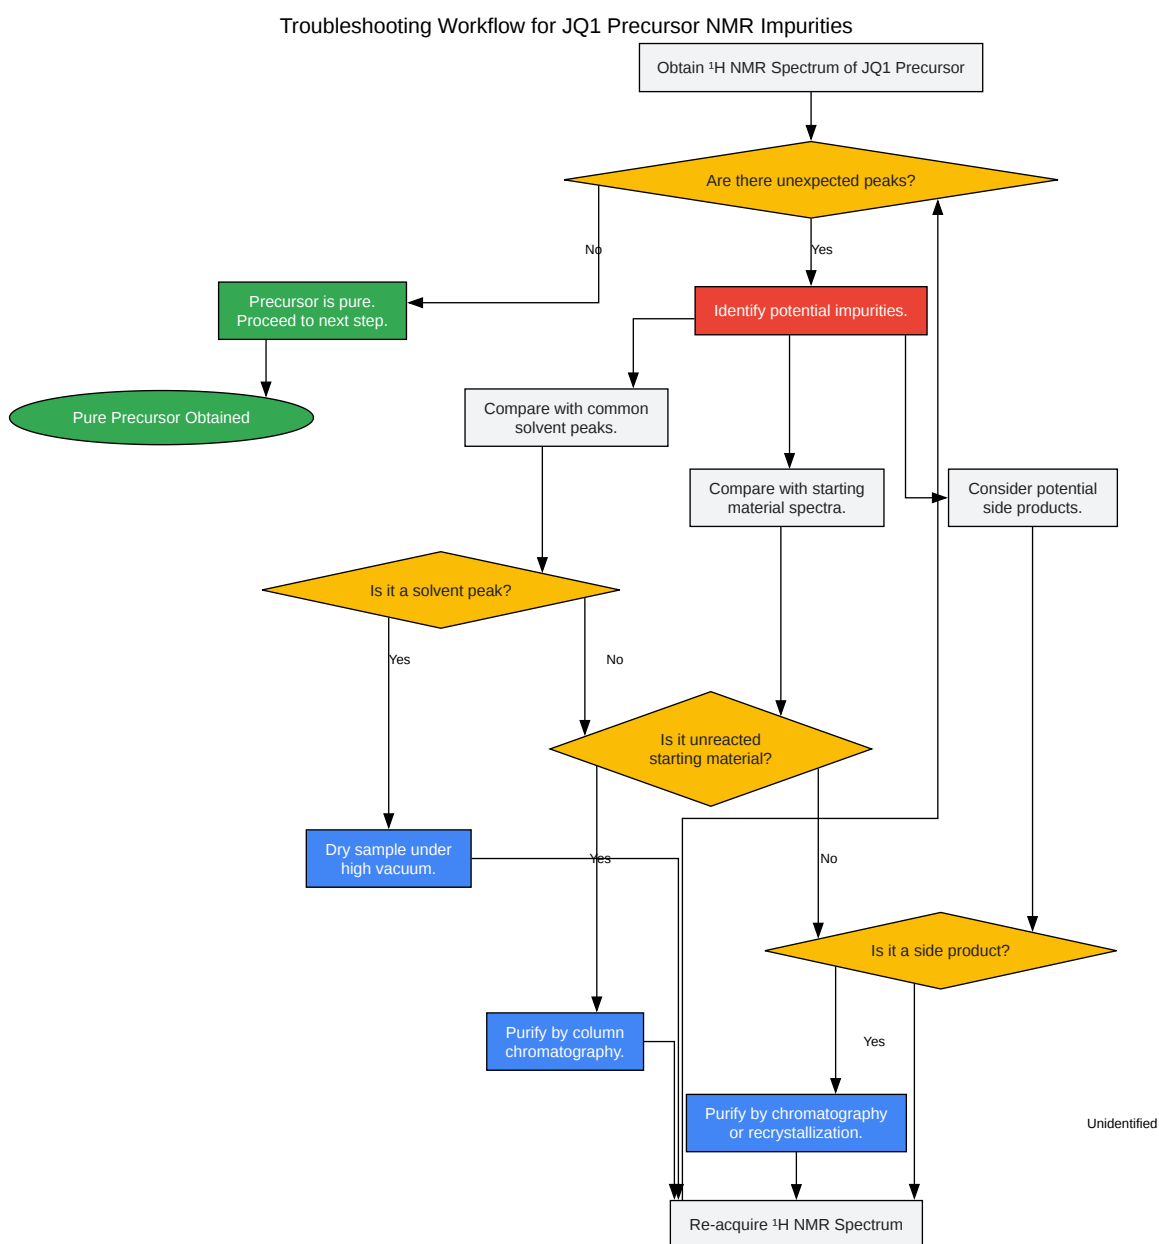 Troubleshooting Workflow for JQ1 Precursor NMR Impurities
Obtain ¹H NMR Spectrum of JQ1 Precursor
Are there unexpected peaks?
No
Yes
Precursor is pure.
Proceed to next step.
Identify potential impurities.
Pure Precursor Obtained
Compare with common
solvent peaks.
Compare with starting
material spectra.
Consider potential
side products.
Is it a solvent peak?
Yes
No
Is it unreacted
starting material?
Dry sample under
high vacuum.
Yes
No
Is it a side product?
Purify by column
chromatography.
Yes
Purify by chromatography
or recrystallization.
Unidentified
Re-acquire ¹H NMR Spectrum